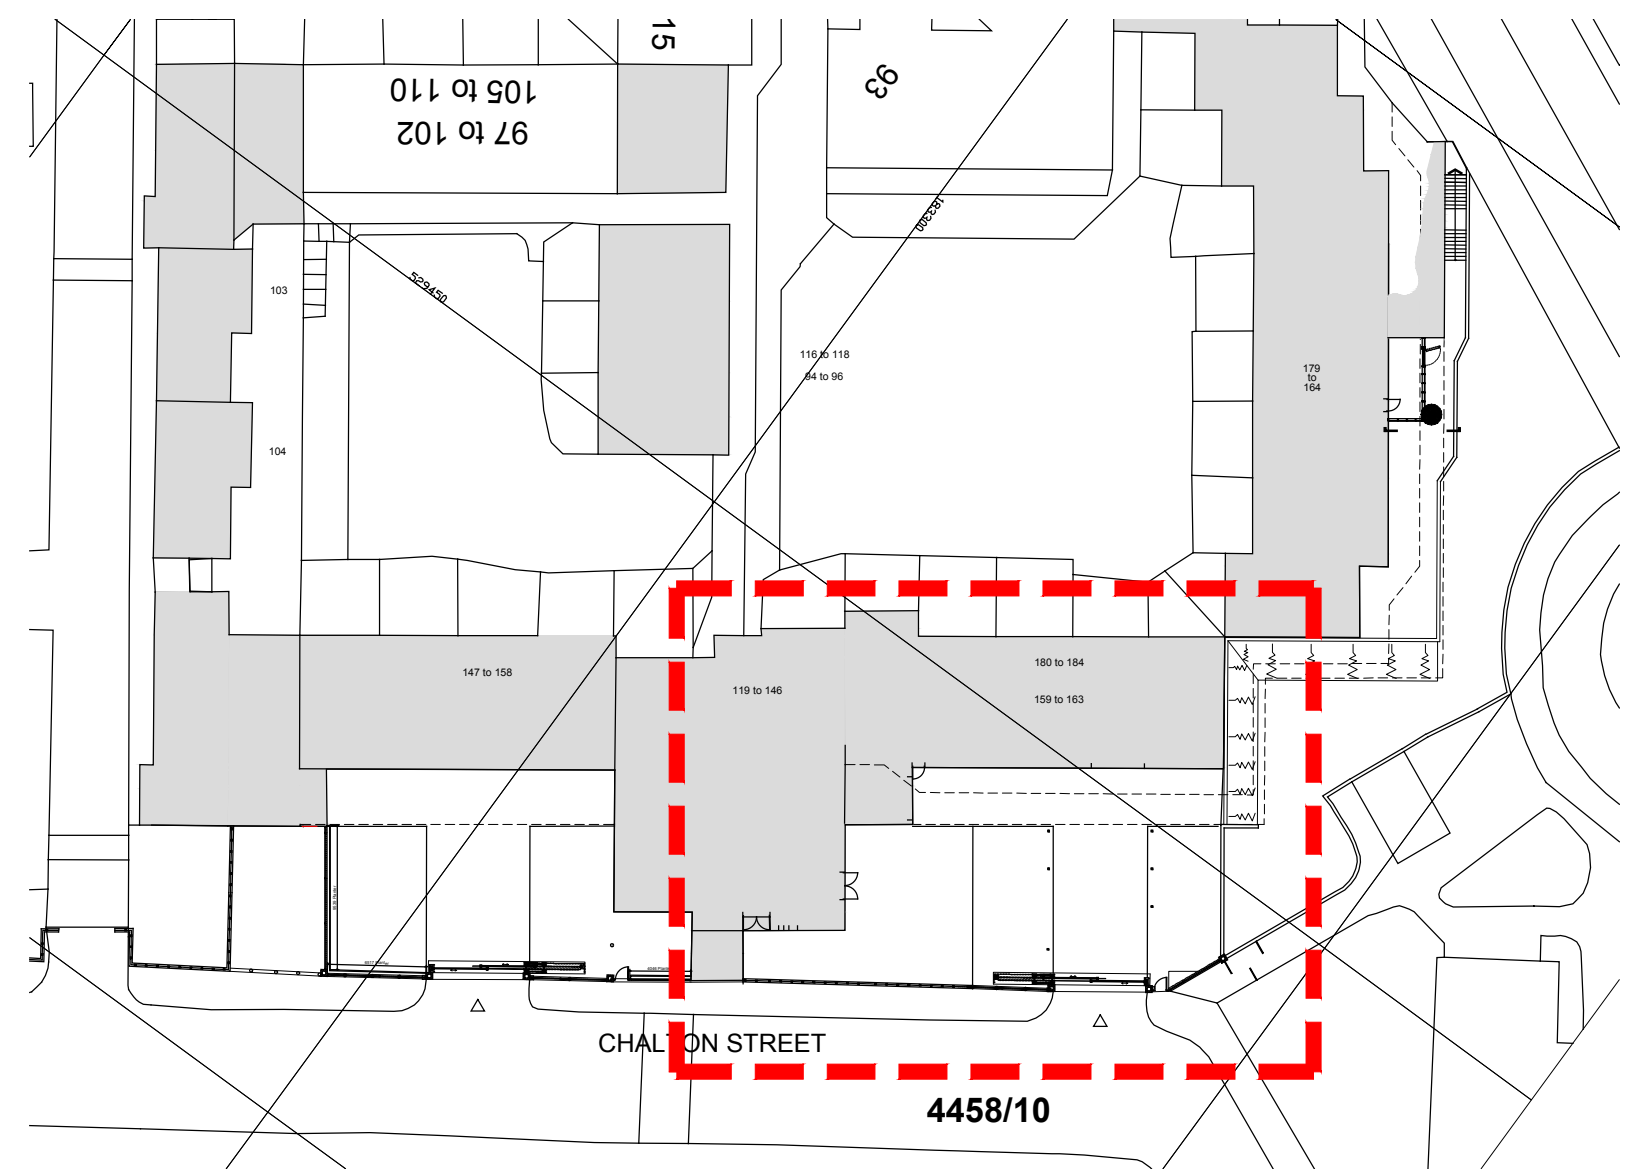 15
93
105 to 110
97 to 102
183300
529450
103
116 to 118
94 to 96
179
to
164
104
180 to 184
147 to 158
119 to 146
159 to 163
CHALTON STREET
4458/10